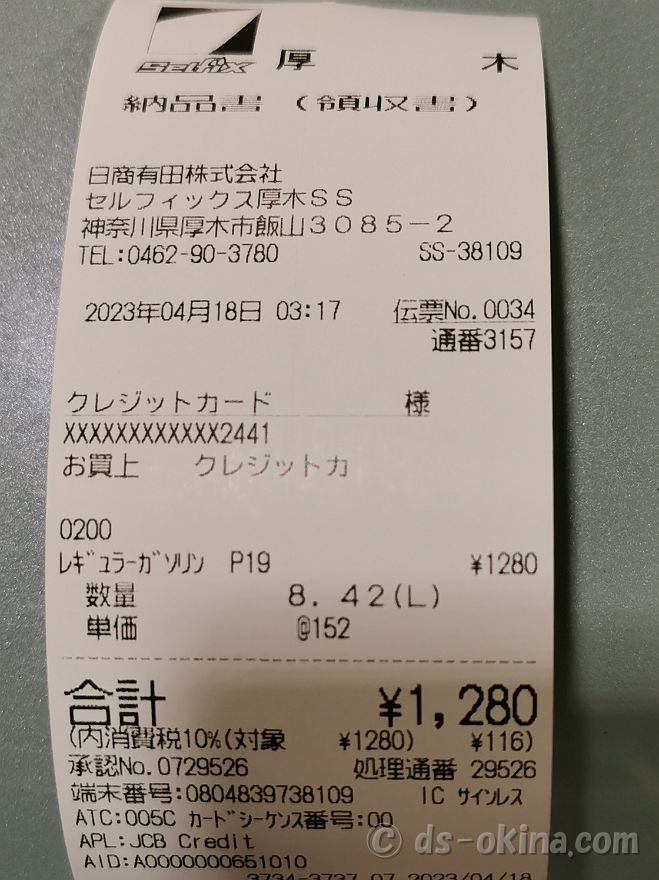 Selfix 厚木
納品書(領収書)
日商有田株式会社
セルフィックス厚木SS
神奈川県厚木市飯山3085-2
TEL:0462-90-3780 SS-38109
2023年04月18日 03:17 伝票No.0034
通番3157
クレジットカード 様
XXXXXXXXXXXX2441
お買上 クレジットカ
0200
レギュラーガソリン P19 ¥1280
数量 8.42(L)
単価 @152
合計 ¥1,280
(内消費税10%(対象 ¥1280) ¥116)
承認No.0729526 処理通番 29526
端末番号:0804839738109 IC サインレス
ATC:005C カードシーケンス番号:00
APL:JCB Credit
AID:A0000000651010
3734-3737 07 2023/04/18
© ds-okina.com